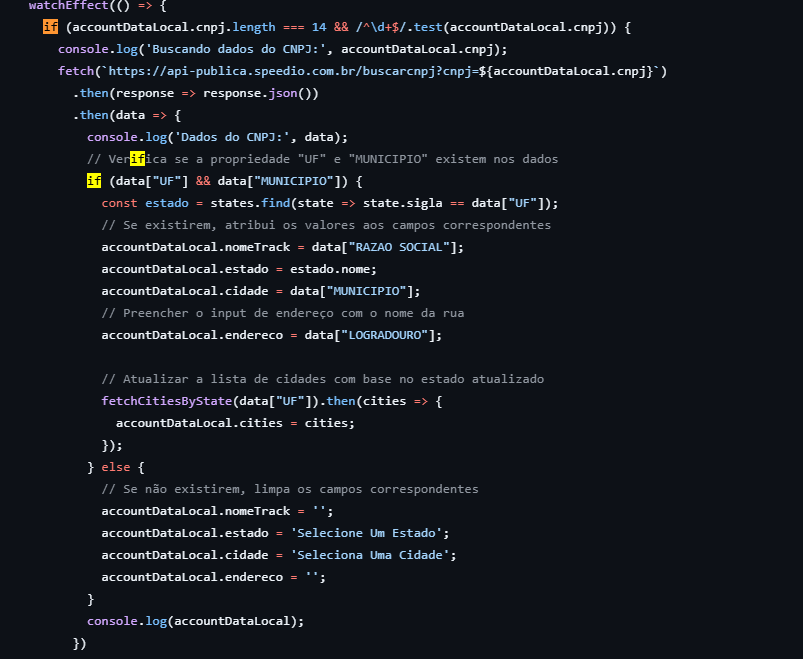 watchEffect(() => {
if (accountDataLocal.cnpj.length === 14 && /^\d+$/.test(accountDataLocal.cnpj)) {
console.log('Buscando dados do CNPJ:', accountDataLocal.cnpj);
fetch(`https://api-publica.speedio.com.br/buscarcnpj?cnpj=${accountDataLocal.cnpj}`)
.then(response => response.json())
.then(data => {
console.log('Dados do CNPJ:', data);
// Verifica se a propriedade "UF" e "MUNICIPIO" existem nos dados
if (data["UF"] && data["MUNICIPIO"]) {
const estado = states.find(state => state.sigla == data["UF"]);
// Se existirem, atribui os valores aos campos correspondentes
accountDataLocal.nomeTrack = data["RAZAO SOCIAL"];
accountDataLocal.estado = estado.nome;
accountDataLocal.cidade = data["MUNICIPIO"];
// Preencher o input de endereço com o nome da rua
accountDataLocal.endereco = data["LOGRADOURO"];
// Atualizar a lista de cidades com base no estado atualizado
fetchCitiesByState(data["UF"]).then(cities => {
accountDataLocal.cities = cities;
});
} else {
// Se não existirem, limpa os campos correspondentes
accountDataLocal.nomeTrack = '';
accountDataLocal.estado = 'Selecione Um Estado';
accountDataLocal.cidade = 'Seleciona Uma Cidade';
accountDataLocal.endereco = '';
}
console.log(accountDataLocal);
})